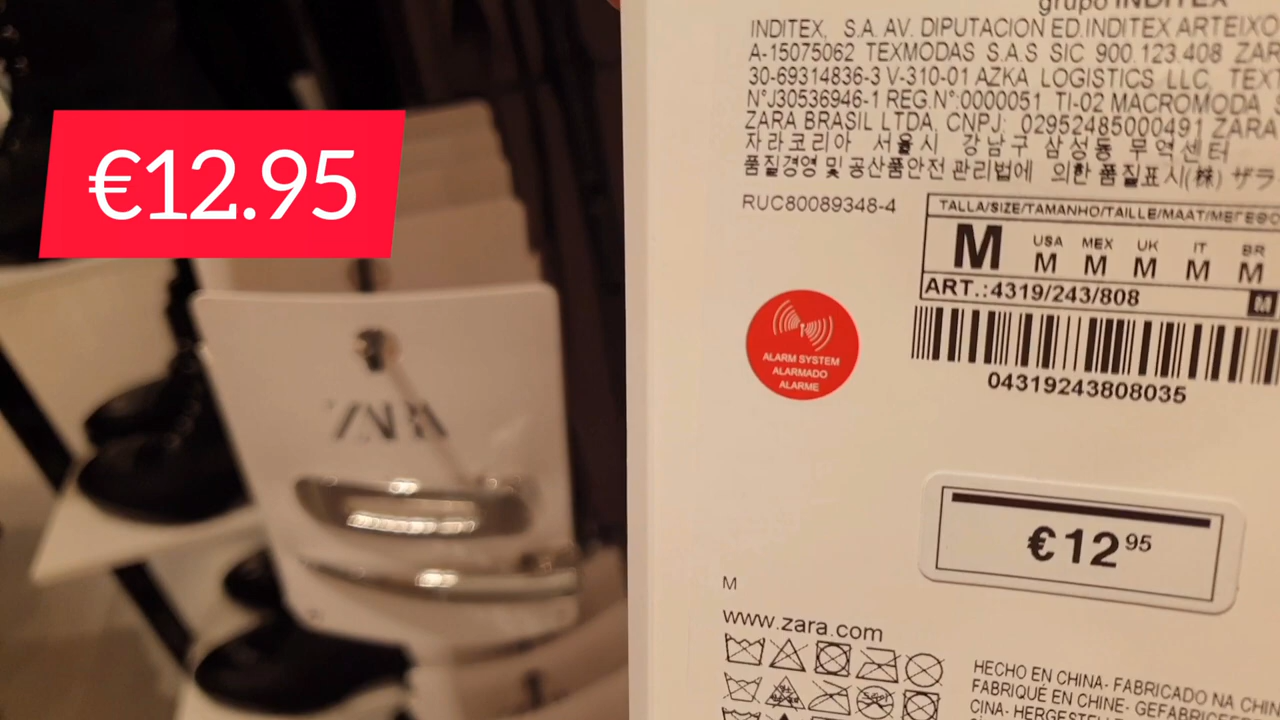 €12.95
ZARA
grupo INDITEX
INDITEX, S.A. AV. DIPUTACION ED.INDITEX ARTEIXO
A-15075062 TEXMODAS S.A.S SIC 900.123.408 ZAR
30-69314836-3 V-310-01 AZKA LOGISTICS LLC, TEXT
N°J30536946-1 REG.N°:0000051 TI-02 MACROMODA
ZARA BRASIL LTDA, CNPJ: 02952485000491 ZARA
자라코리아 서울시 강남구 삼성동 무역센터
품질경영 및 공산품안전 관리법에 의한 품질표시(株) ザラ
RUC80089348-4
TALLA/SIZE/TAMANHO/TAILLE/MAAT/ΜΕΓΕΘΟ
M USA MEX UK IT BR
M M M M M
ART.:4319/243/808 M
ALARM SYSTEM
ALARMADO
ALARME
04319243808035
€12 95
M
www.zara.com
HECHO EN CHINA- FABRICADO NA CHIN
FABRIQUÉ EN CHINE- GEFABRIC
CINA- HERGESTE